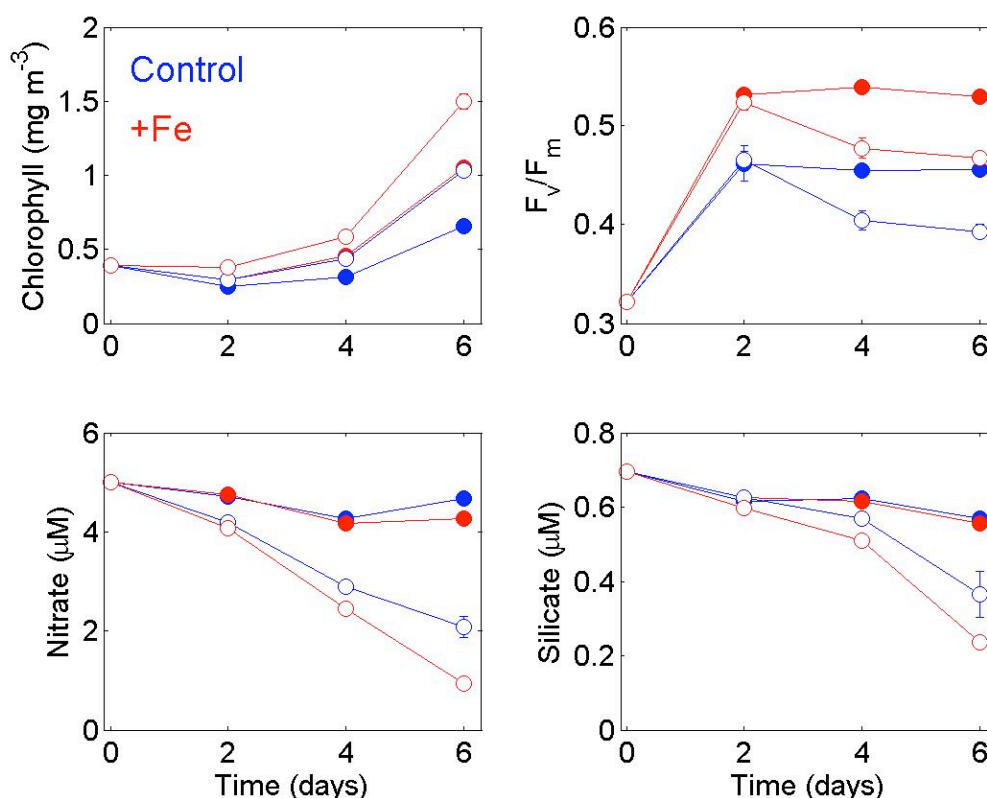 Chlorophyll (mg m⁻³)
2
1.5
1
0.5
0
Control
+Fe
0 2 4 6
Fᵥ/Fₘ
0.6
0.5
0.4
0.3
0 2 4 6
Nitrate (μM)
6
4
2
0
0 2 4 6
Time (days)
Silicate (μM)
0.8
0.6
0.4
0.2
0
0 2 4 6
Time (days)